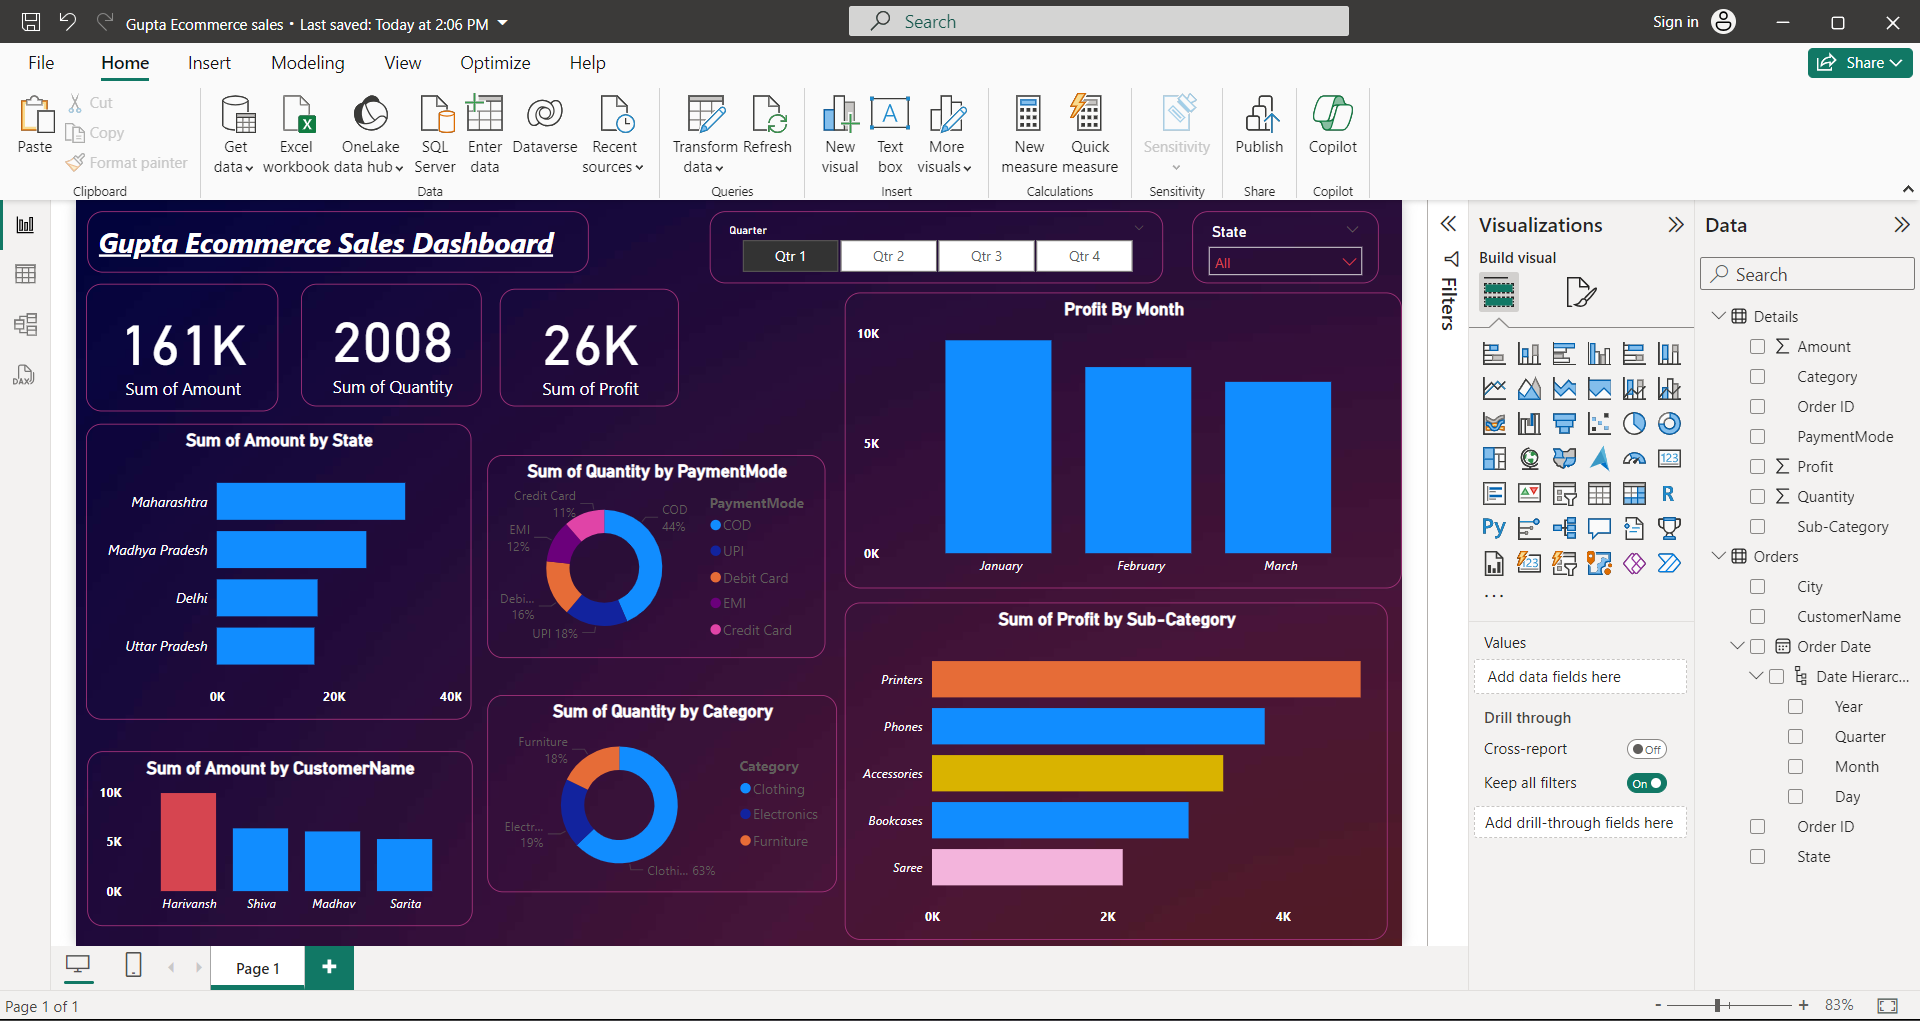 Gupta Ecommerce sales • Last saved: Today at 2:06 PM
Search
Sign in
File
Home
Insert
Modeling
View
Optimize
Help
Share
Paste
Cut
Copy
Format painter
Clipboard
Get data
Excel workbook
OneLake data hub
SQL Server
Enter data
Dataverse
Recent sources
Data
Transform data
Refresh
Queries
New visual
Text box
More visuals
Insert
New measure
Quick measure
Calculations
Sensitivity
Sensitivity
Publish
Share
Copilot
Copilot
Gupta Ecommerce Sales Dashboard
Quarter
Qtr 1
Qtr 2
Qtr 3
Qtr 4
State
All
161K
Sum of Amount
2008
Sum of Quantity
26K
Sum of Profit
Profit By Month
10K
5K
0K
January
February
March
Sum of Amount by State
Maharashtra
Madhya Pradesh
Delhi
Uttar Pradesh
0K
20K
40K
Sum of Quantity by PaymentMode
Credit Card
11%
COD
44%
EMI
12%
Debi...
16%
UPI 18%
PaymentMode
COD
UPI
Debit Card
EMI
Credit Card
Sum of Profit by Sub-Category
Printers
Phones
Accessories
Bookcases
Saree
0K
2K
4K
Sum of Quantity by Category
Furniture
18%
Electr...
19%
Clothi... 63%
Category
Clothing
Electronics
Furniture
Sum of Amount by CustomerName
10K
5K
0K
Harivansh
Shiva
Madhav
Sarita
Filters
Visualizations
Build visual
123
R
Py
123
...
Values
Add data fields here
Drill through
Cross-report
Off
Keep all filters
On
Add drill-through fields here
Data
Search
Details
Amount
Category
Order ID
PaymentMode
Profit
Quantity
Sub-Category
Orders
City
CustomerName
Order Date
Date Hierarc...
Year
Quarter
Month
Day
Order ID
State
DAX
Page 1
Page 1 of 1
- + 83%